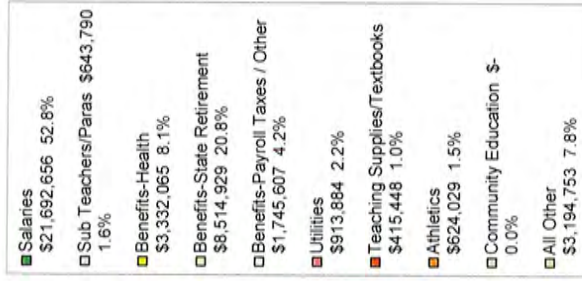 Salaries
$21,692,656 52.8%
Sub Teachers/Paras $643,790
1.6%
Benefits-Health
$3,332,065 8.1%
Benefits-State Retirement
$8,514,929 20.8%
Benefits-Payroll Taxes / Other
$1,745,607 4.2%
Utilities
$913,884 2.2%
Teaching Supplies/Textbooks
$415,448 1.0%
Athletics
$624,029 1.5%
Community Education $-
0.0%
All Other
$3,194,753 7.8%